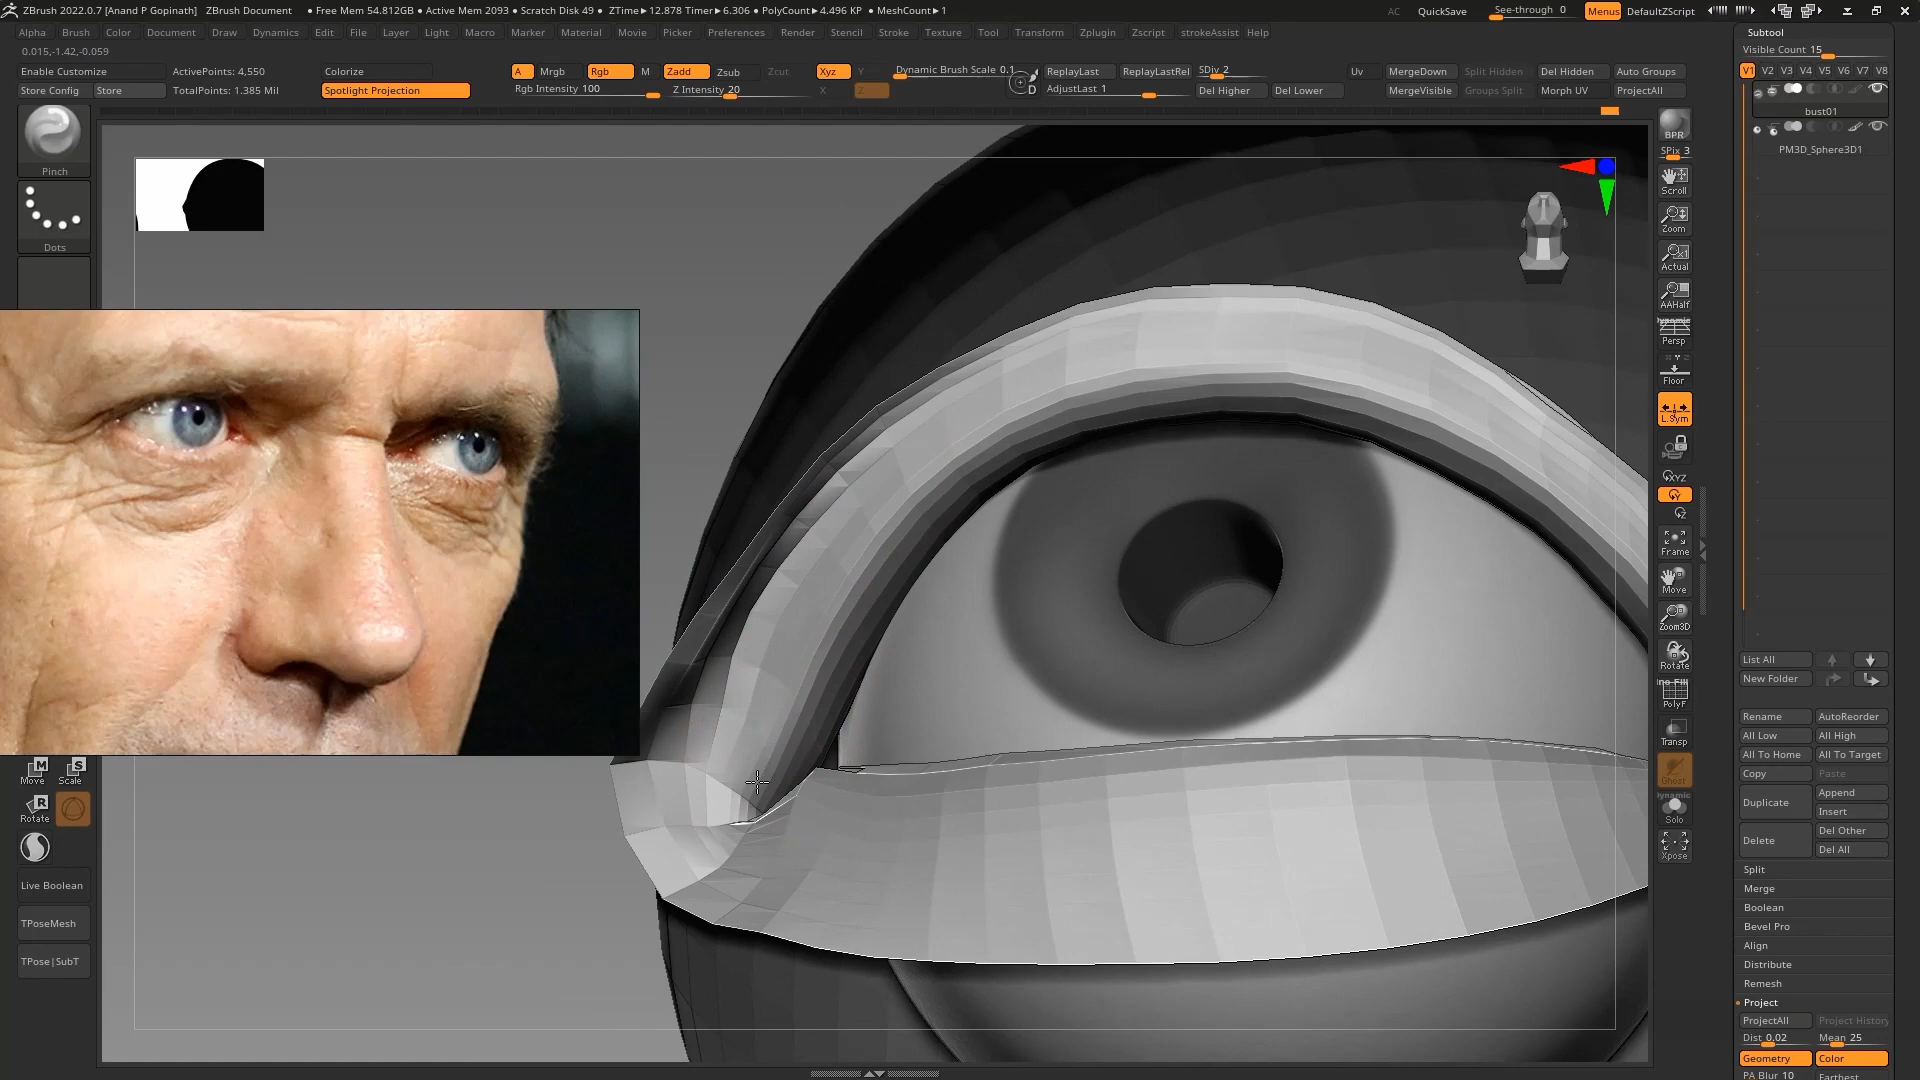 ZBrush 2022.0.7 [Anand P Gopinath] ZBrush Document • Free Mem 54.812GB • Active Mem 2093 • Scratch Disk 49 • ZTime▸12.878 Timer▸6.306 • PolyCount▸4.496 KP • MeshCount▸1 AC QuickSave See-through 0 Menus DefaultZScript
Alpha Brush Color Document Draw Dynamics Edit File Layer Light Macro Marker Material Movie Picker Preferences Render Stencil Stroke Texture Tool Transform Zplugin Zscript strokeAssist Help
0.015,-1.42,-0.059
Enable Customize ActivePoints: 4,550 Colorize A Mrgb Rgb M Zadd Zsub Zcut Xyz Y Dynamic Brush Scale 0.1 ReplayLast ReplayLastRel SDiv 2 Uv MergeDown Split Hidden Del Hidden Auto Groups
Store Config Store TotalPoints: 1.385 Mil Spotlight Projection Rgb Intensity 100 Z Intensity 20 X Z D AdjustLast 1 Del Higher Del Lower MergeVisible Groups Split Morph UV ProjectAll
Pinch
Dots
M Move S Scale
R Rotate
Live Boolean
TPoseMesh
TPose|SubT
BPR
SPix 3
Scroll
Zoom
Actual
AAHalf
Dynamic
Persp
Floor
L.Sym
XYZ
Y
Z
Frame
Move
Zoom3D
Rotate
PolyF
Transp
Ghost
Dynamic
Solo
Xpose
Subtool
Visible Count 15
V1 V2 V3 V4 V5 V6 V7 V8
bust01
PM3D_Sphere3D1
List All
New Folder
Rename AutoReorder
All Low All High
All To Home All To Target
Copy Paste
Duplicate Append
Insert
Delete Del Other
Del All
Split
Merge
Boolean
Bevel Pro
Align
Distribute
Remesh
Project
ProjectAll Project History
Dist 0.02 Mean 25
Geometry Color
PA Blur 10 Farthest